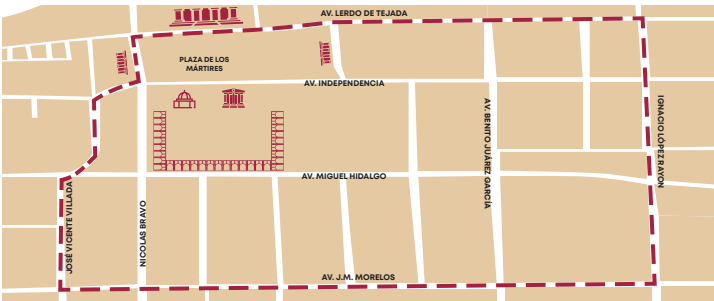 AV. LERDO DE TEJADA
PLAZA DE LOS
MÁRTIRES
AV. INDEPENDENCIA
AV. BENITO JUÁREZ GARCÍA
IGNACIO LÓPEZ RAYÓN
AV. MIGUEL HIDALGO
JOSÉ VICENTE VILLADA
NICOLAS BRAVO
AV. J.M. MORELOS